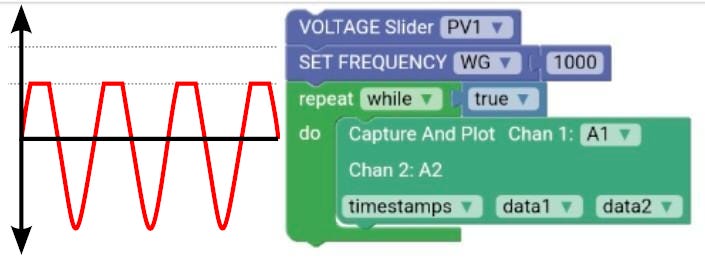 VOLTAGE Slider PV1 ▼
SET FREQUENCY WG ▼ 1000
repeat while ▼ true ▼
do Capture And Plot Chan 1: A1 ▼
Chan 2: A2
timestamps ▼ data1 ▼ data2 ▼